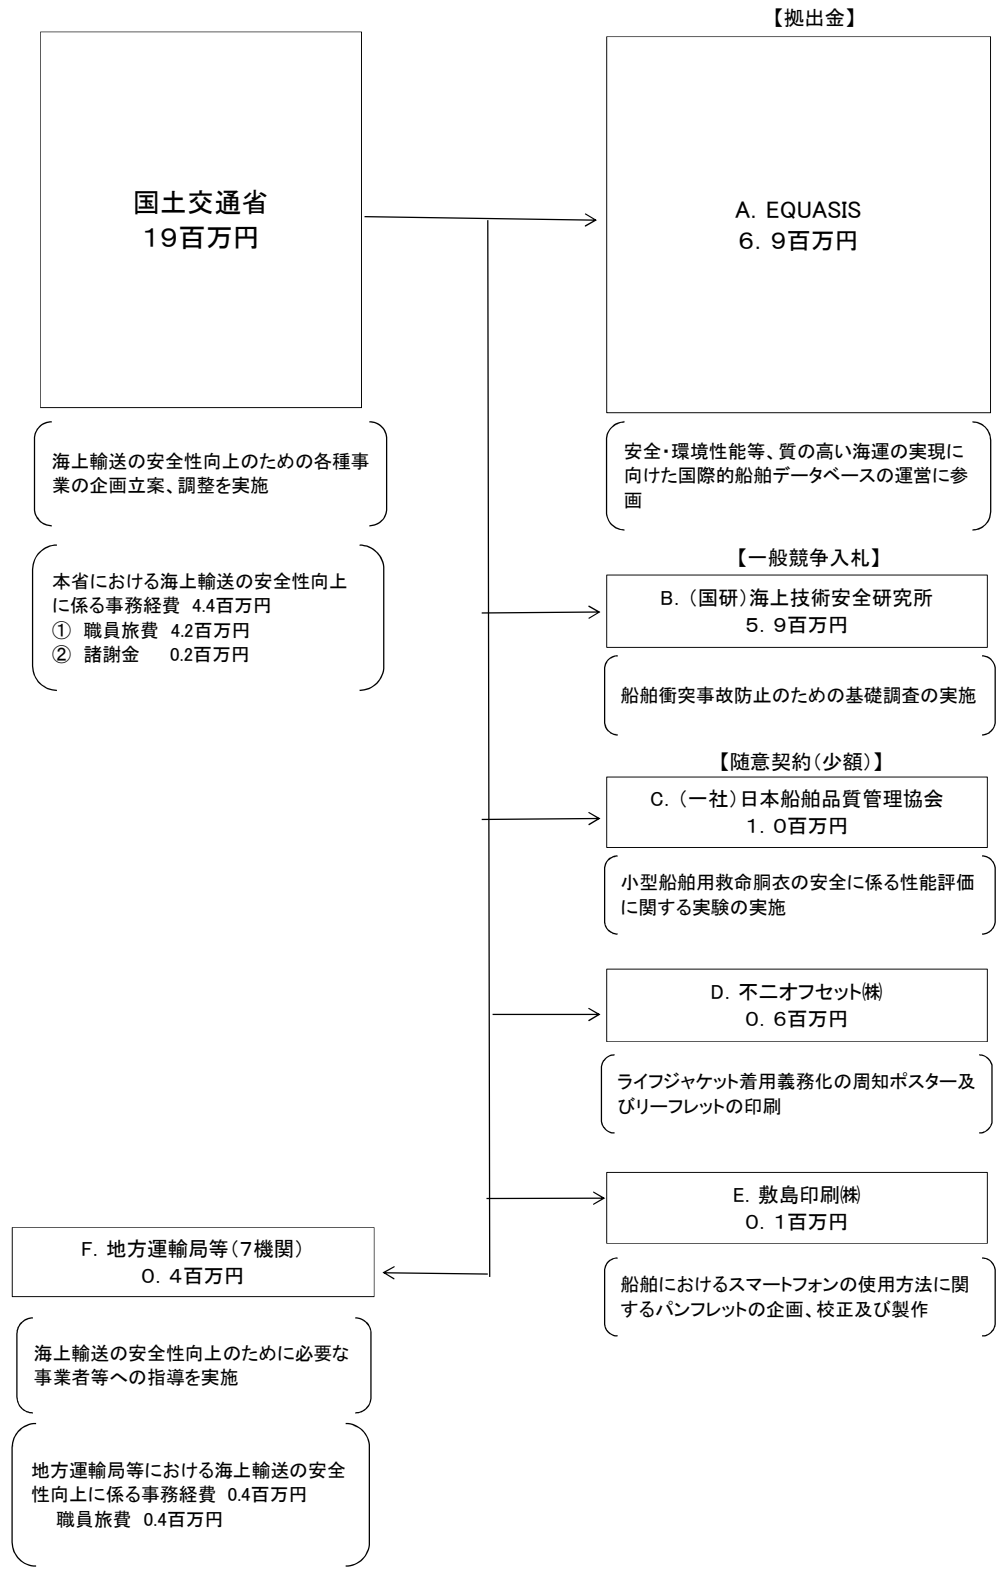 国土交通省
１９百万円
海上輸送の安全性向上のための各種事
業の企画立案、調整を実施
本省における海上輸送の安全性向上
に係る事務経費 4.4百万円
① 職員旅費 4.2百万円
② 諸謝金 0.2百万円
【拠出金】
A．EQUASIS
６．９百万円
安全・環境性能等、質の高い海運の実現に
向けた国際的船舶データベースの運営に参
画
【一般競争入札】
B．（国研）海上技術安全研究所
５．９百万円
船舶衝突事故防止のための基礎調査の実施
【随意契約（少額）】
C．（一社）日本船舶品質管理協会
１．０百万円
小型船舶用救命胴衣の安全に係る性能評価
に関する実験の実施
D．不二オフセット㈱
０．６百万円
ライフジャケット着用義務化の周知ポスター及
びリーフレットの印刷
E．敷島印刷㈱
０．１百万円
船舶におけるスマートフォンの使用方法に関
するパンフレットの企画、校正及び製作
F．地方運輸局等（７機関）
０．４百万円
海上輸送の安全性向上のために必要な
事業者等への指導を実施
地方運輸局等における海上輸送の安全
性向上に係る事務経費 0.4百万円
職員旅費 0.4百万円